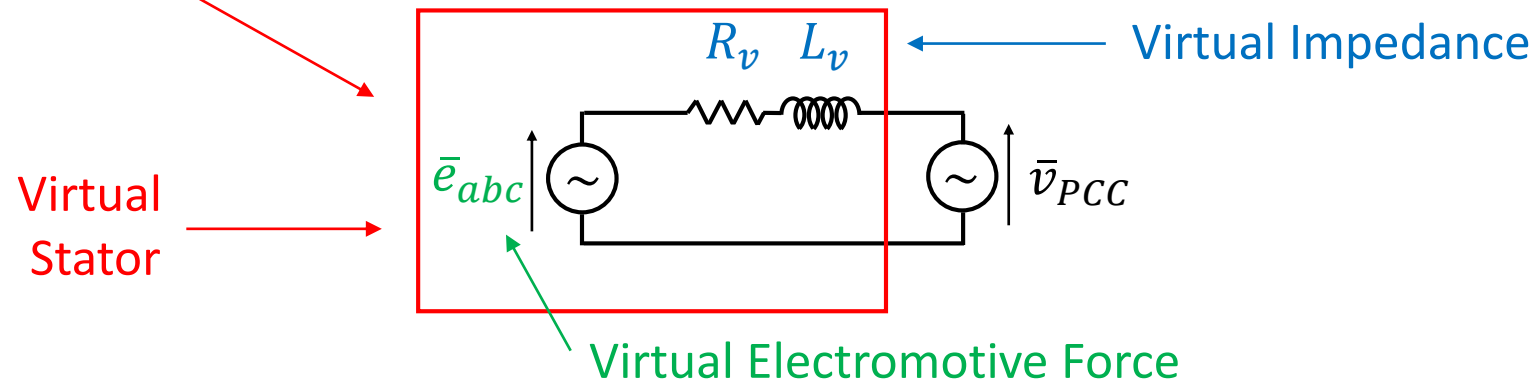 R_v L_v
Virtual Impedance
ē_abc
~
~
v̄_PCC
Virtual
Stator
Virtual Electromotive Force